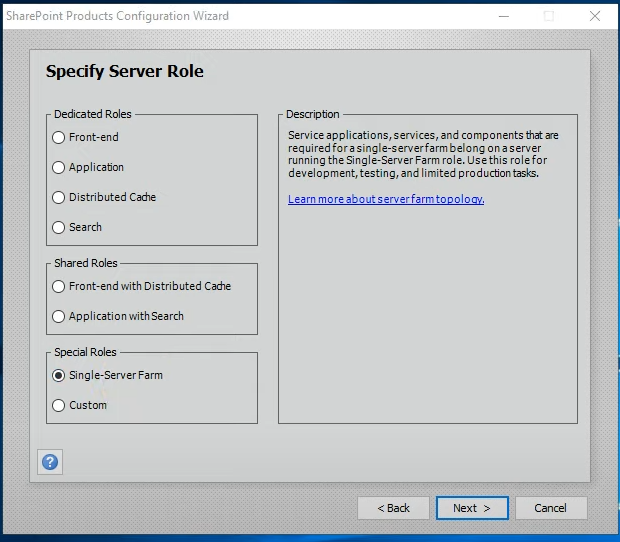 SharePoint Products Configuration Wizard
Specify Server Role
Dedicated Roles
Front-end
Application
Distributed Cache
Search
Shared Roles
Front-end with Distributed Cache
Application with Search
Special Roles
Single-Server Farm
Custom
Description
Service applications, services, and components that are
required for a single-server farm belong on a server
running the Single-Server Farm role. Use this role for
development, testing, and limited production tasks.
Learn more about server farm topology.
?
< Back
Next >
Cancel